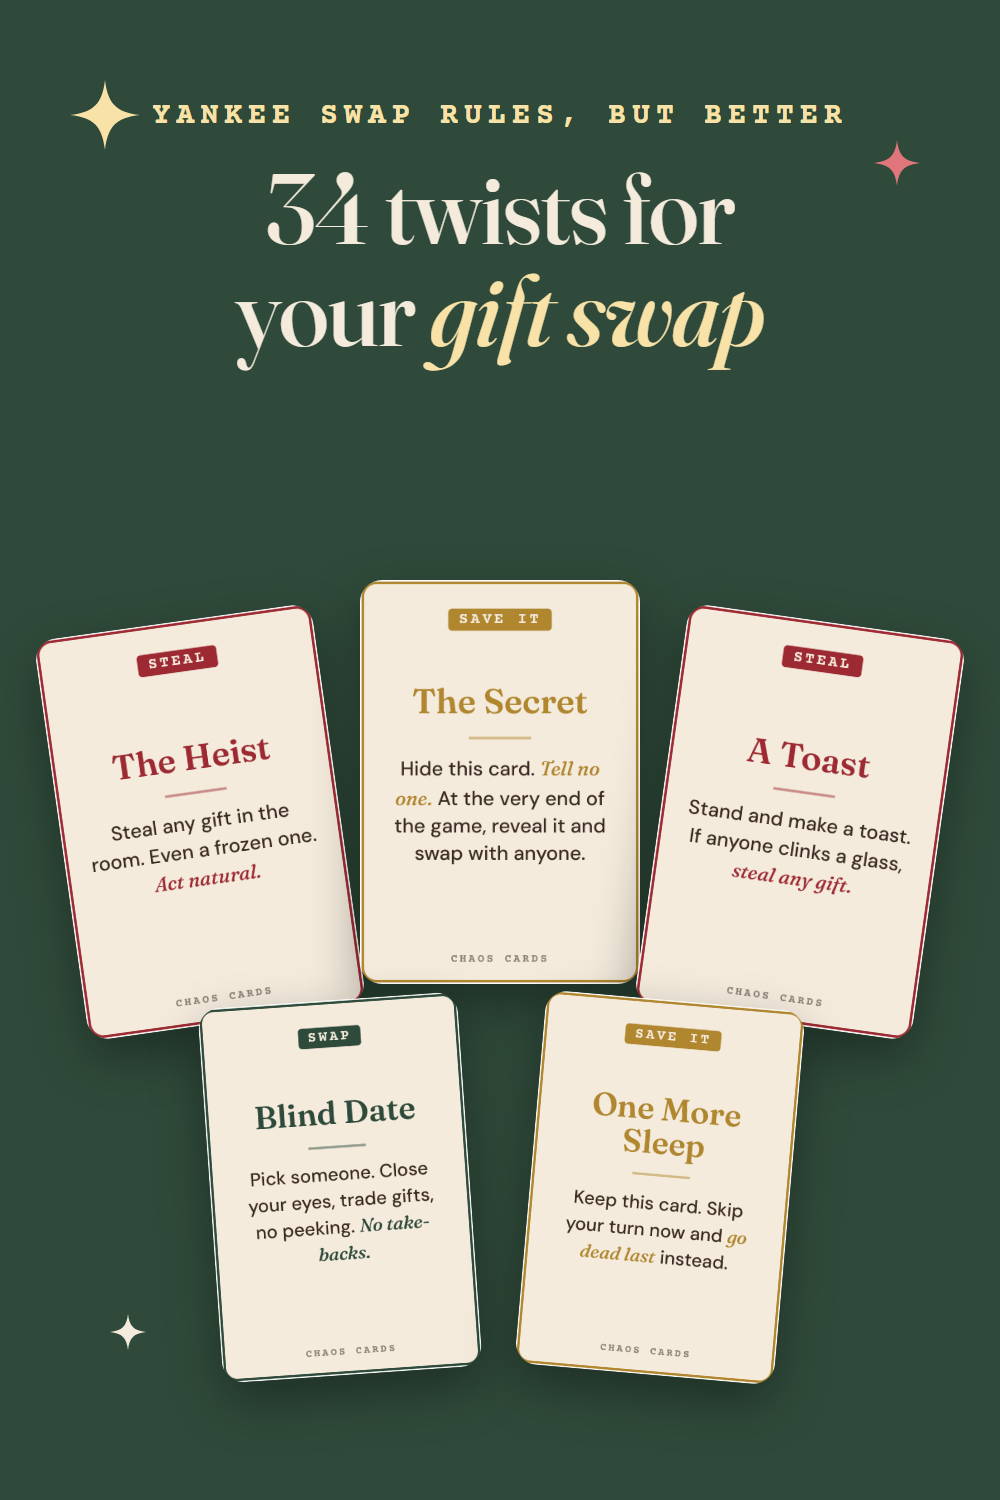 YANKEE SWAP RULES, BUT BETTER
34 twists for
your gift swap
STEAL
The Heist
Steal any gift in the
room. Even a frozen one.
Act natural.
CHAOS CARDS
SAVE IT
The Secret
Hide this card. Tell no
one. At the very end of
the game, reveal it and
swap with anyone.
CHAOS CARDS
STEAL
A Toast
Stand and make a toast.
If anyone clinks a glass,
steal any gift.
CHAOS CARDS
SWAP
Blind Date
Pick someone. Close
your eyes, trade gifts,
no peeking. No take-
backs.
CHAOS CARDS
SAVE IT
One More
Sleep
Keep this card. Skip
your turn now and go
dead last instead.
CHAOS CARDS